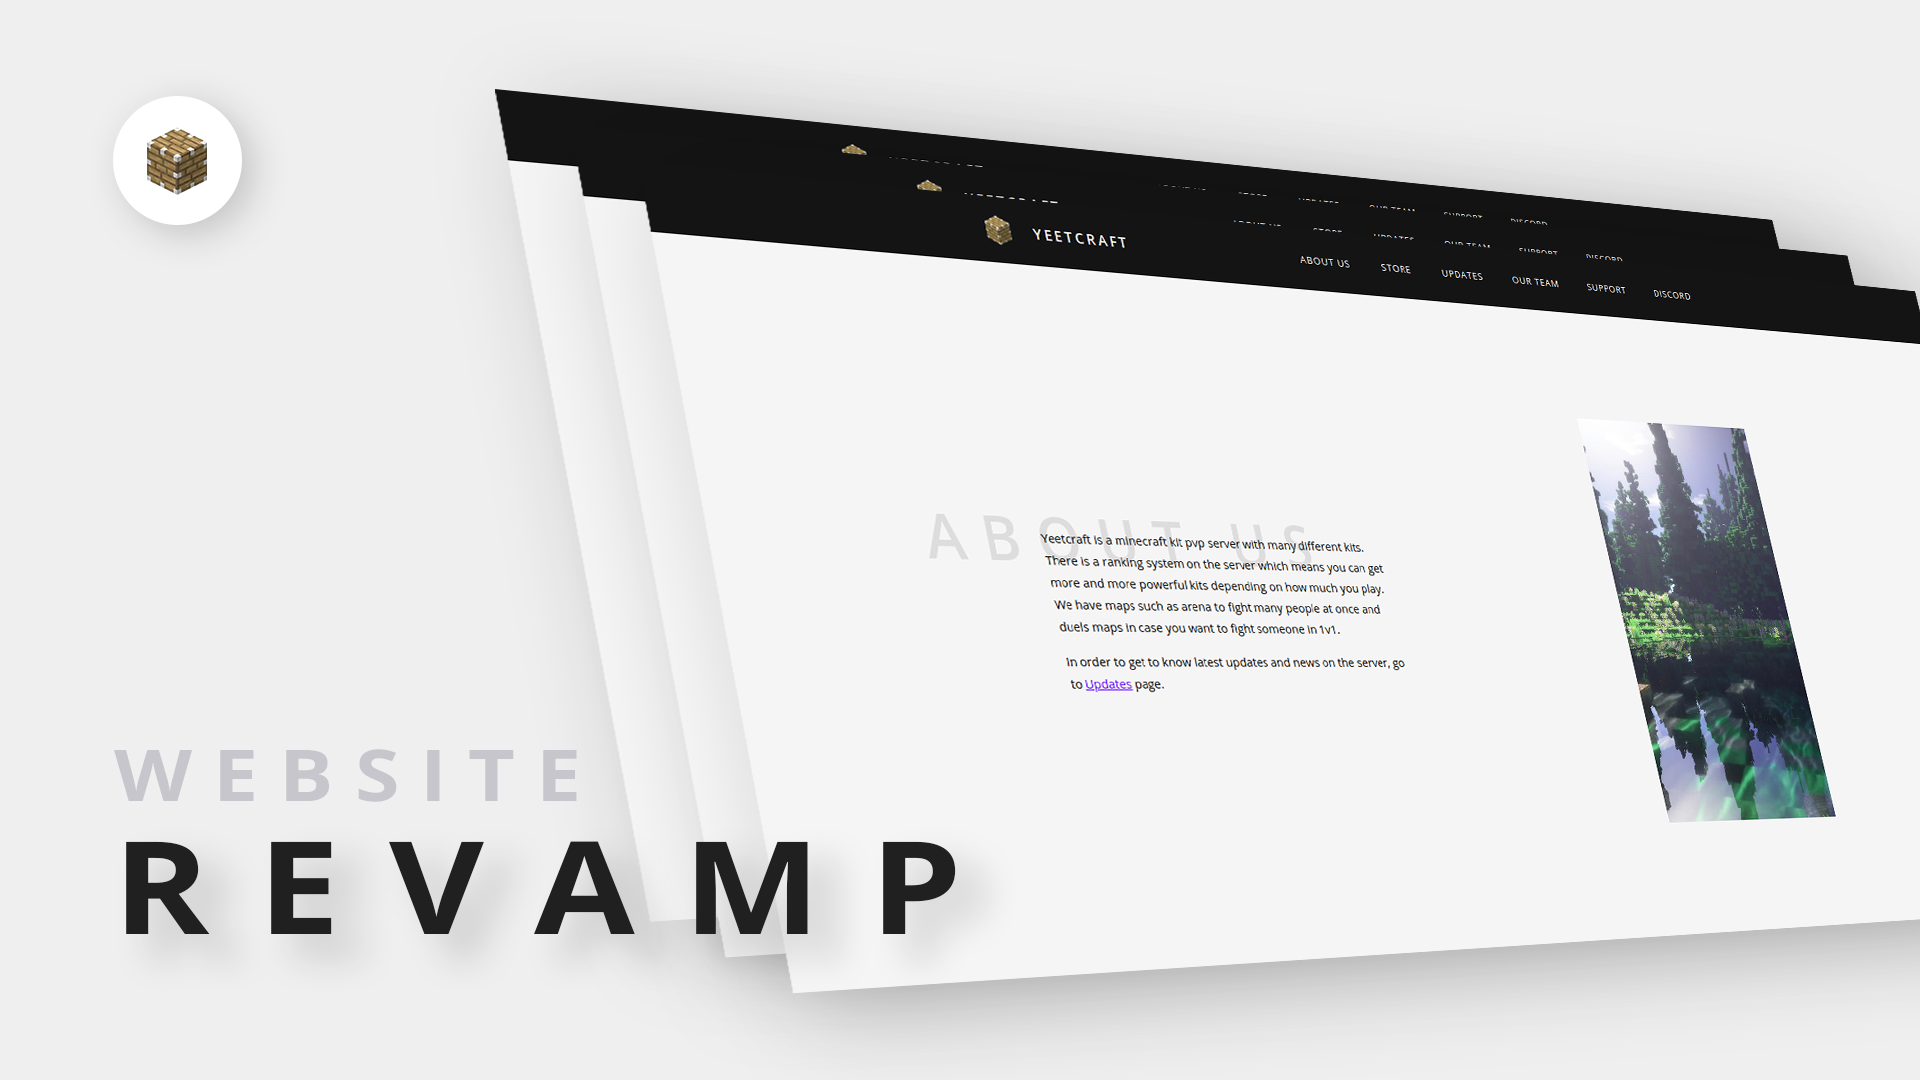 YEETCRAFT
ABOUT US STORE UPDATES OUR TEAM SUPPORT DISCORD
ABOUT US
Yeetcraft is a minecraft kit pvp server with many different kits.
There is a ranking system on the server which means you can get
more and more powerful kits depending on how much you play.
We have maps such as arena to fight many people at once and
duels maps in case you want to fight someone in 1v1.
In order to get to know latest updates and news on the server, go
to Updates page.
WEBSITE
REVAMP